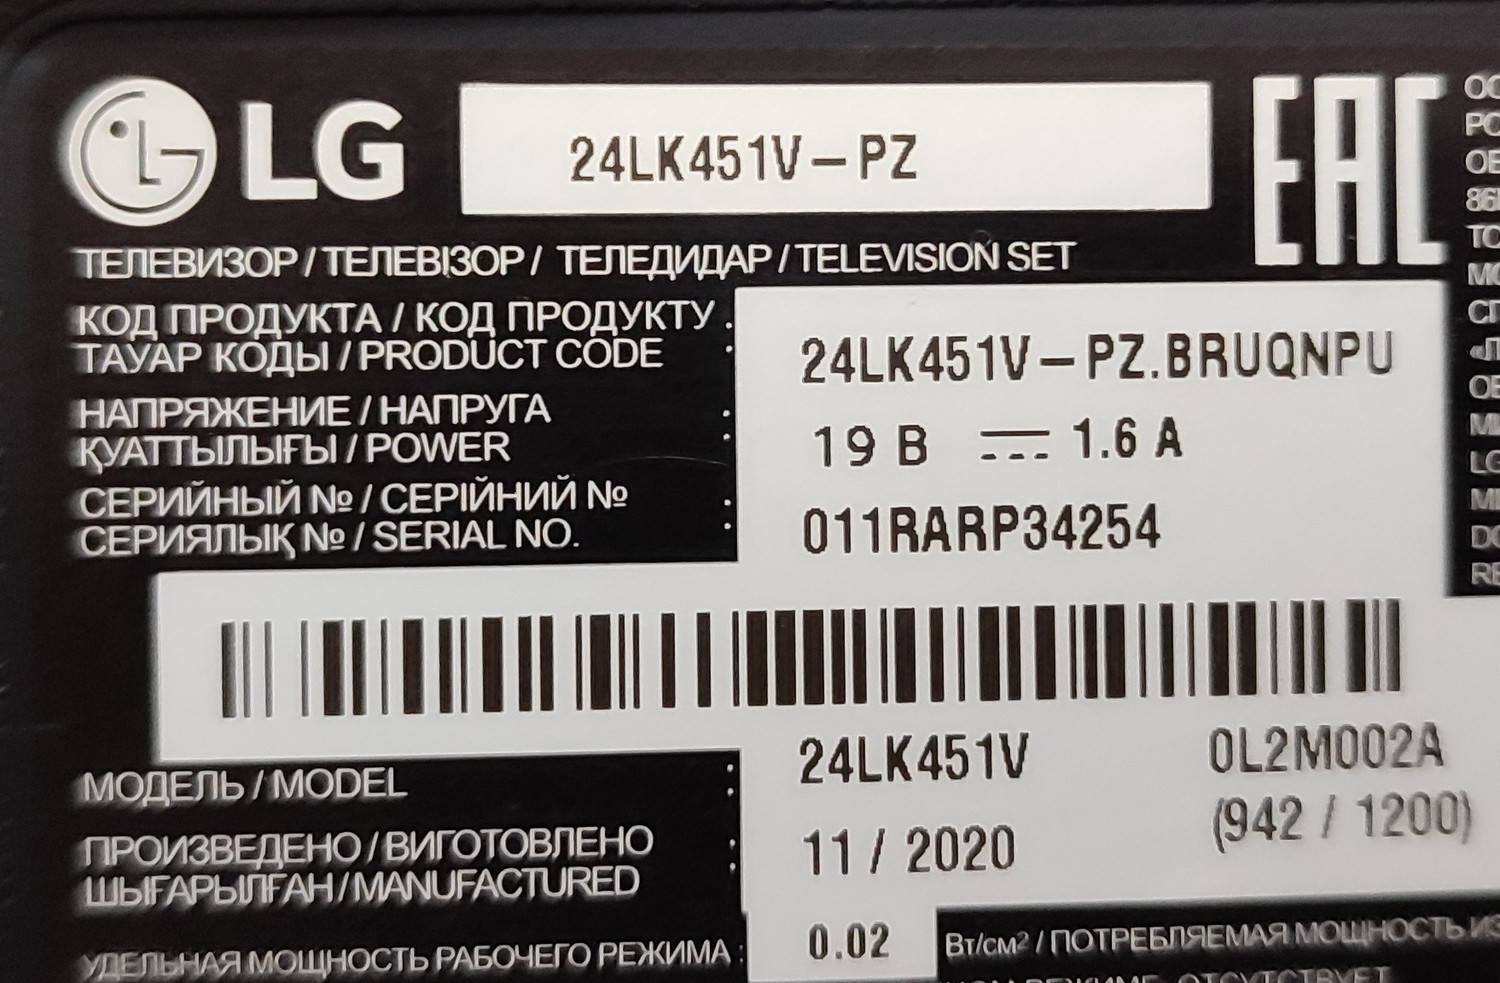 LG 24LK451V-PZ EAC
ТЕЛЕВИЗОР / ТЕЛЕВІЗОР / ТЕЛЕДИДАР / TELEVISION SET
КОД ПРОДУКТА / КОД ПРОДУКТУ :
ТАУАР КОДЫ / PRODUCT CODE : 24LK451V-PZ.BRUQNPU
НАПРЯЖЕНИЕ / НАПРУГА :
ҚУАТТЫЛЫҒЫ / POWER : 19 В ⎓ 1.6 А
СЕРИЙНЫЙ № / СЕРІЙНИЙ № :
СЕРИЯЛЫҚ № / SERIAL NO. : 011RARP34254
МОДЕЛЬ / MODEL : 24LK451V 0L2M002A
(942 / 1200)
ПРОИЗВЕДЕНО / ВИГОТОВЛЕНО :
ШЫҒАРЫЛҒАН / MANUFACTURED : 11 / 2020
УДЕЛЬНАЯ МОЩНОСТЬ РАБОЧЕГО РЕЖИМА : 0.02 Вт/см² / ПОТРЕБЛЯЕМАЯ МОЩНОСТЬ
РЕЖИМЕ: ОТСУТСТВУЕТ